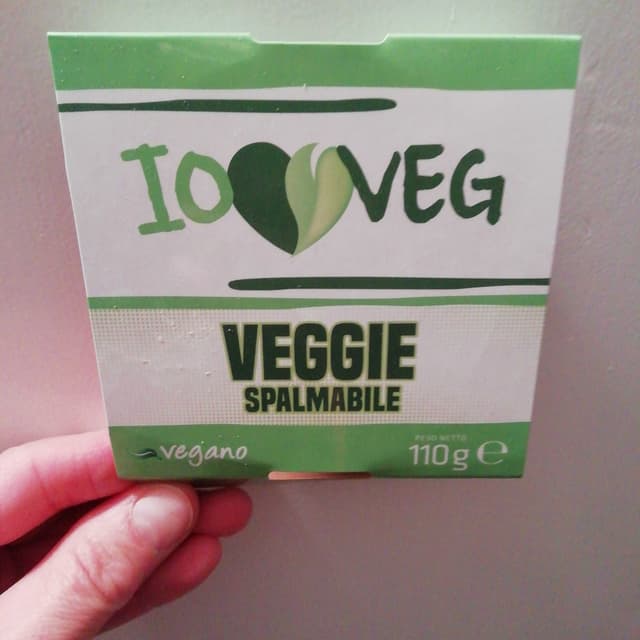 IO VEG
VEGGIE
SPALMABILE
vegano
PESO NETTO
110g e